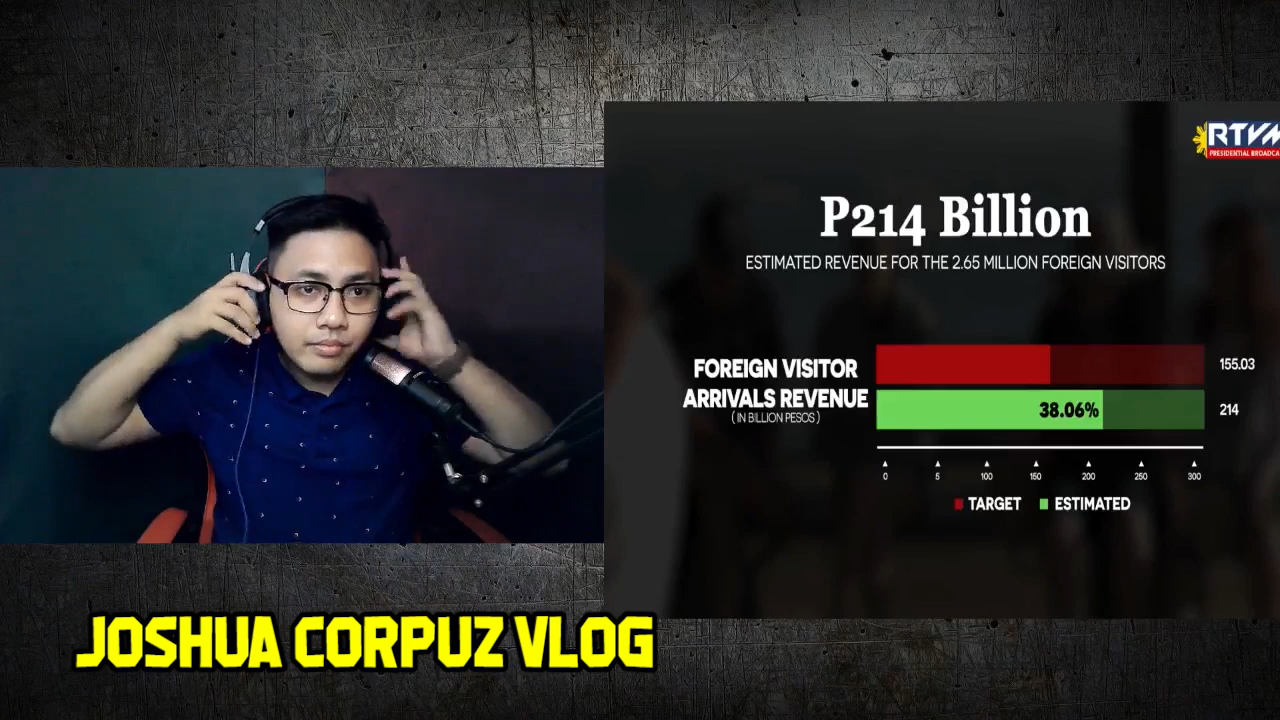 RTVM
PRESIDENTIAL BROADCA
P214 Billion
ESTIMATED REVENUE FOR THE 2.65 MILLION FOREIGN VISITORS
FOREIGN VISITOR
ARRIVALS REVENUE
( IN BILLION PESOS )
155.03
38.06%
214
0 5 100 150 200 250 300
TARGET ESTIMATED
JOSHUA CORPUZ VLOG